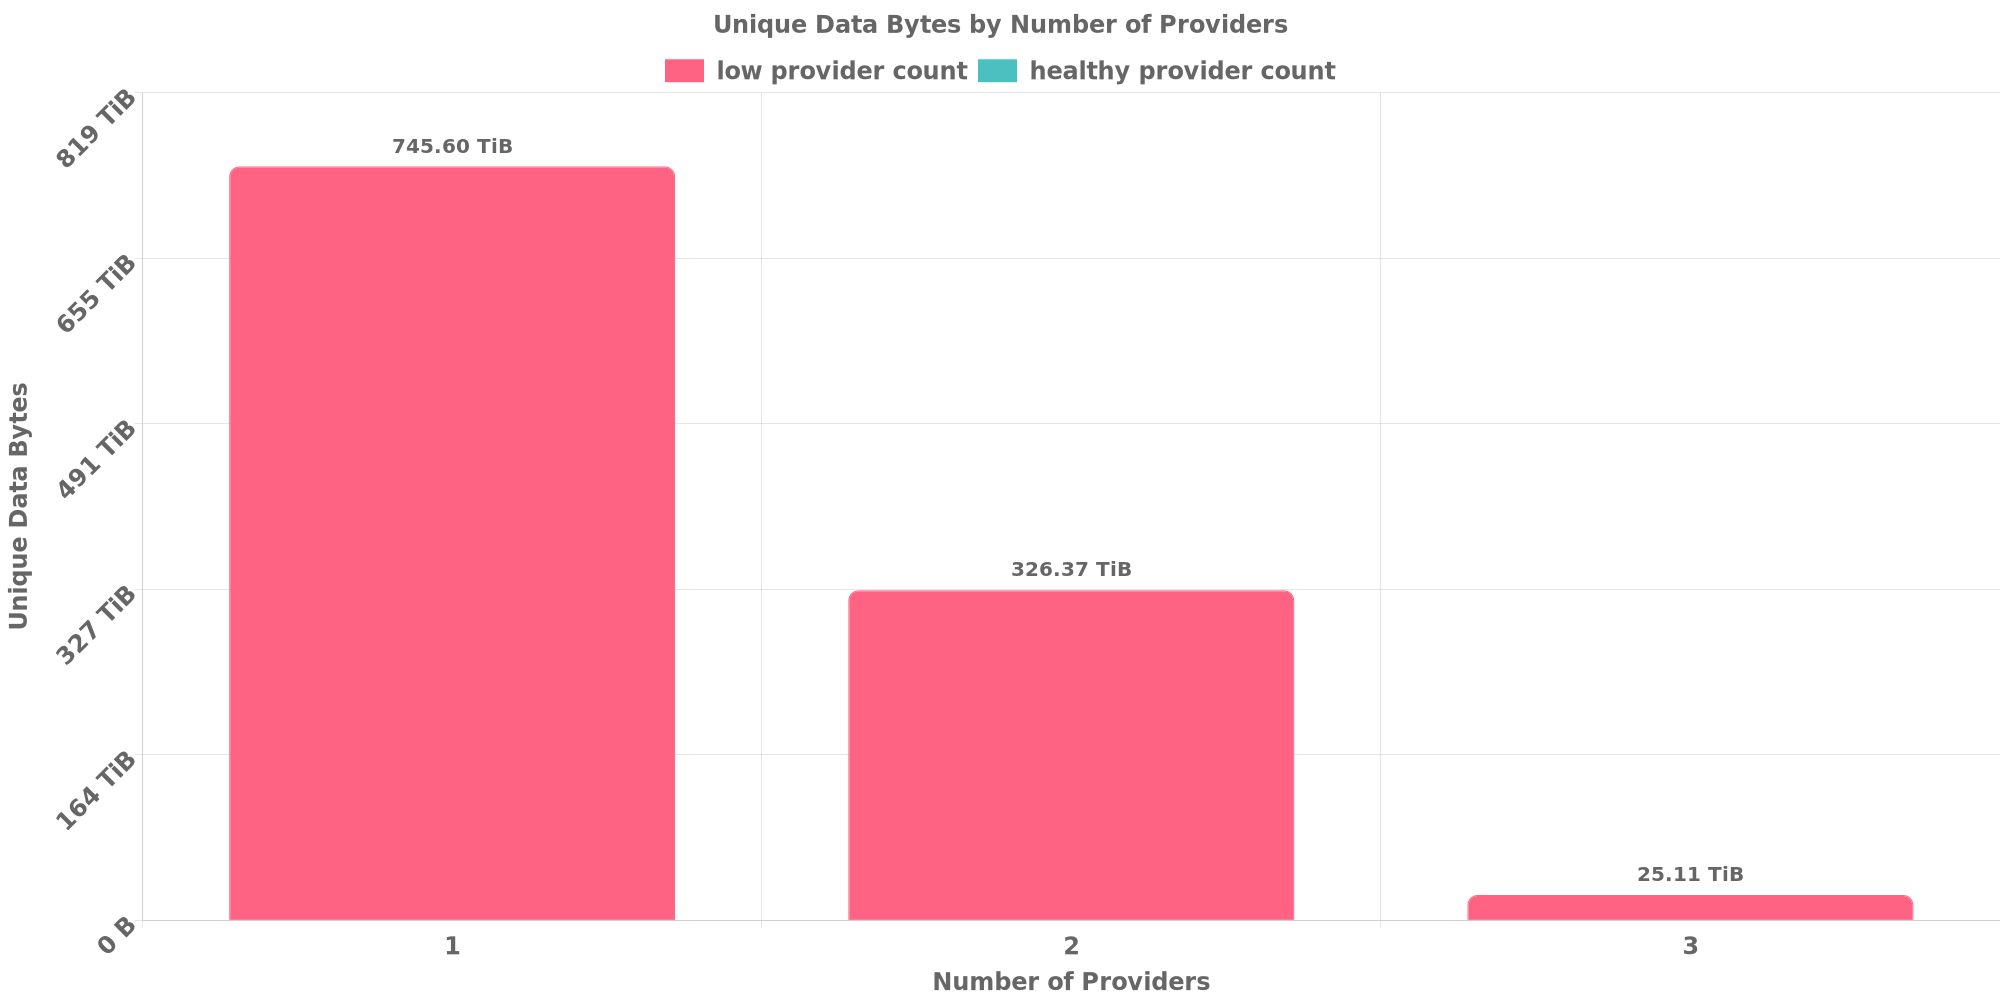 Unique Data Bytes by Number of Providers
low provider count
healthy provider count
819 TiB
655 TiB
491 TiB
327 TiB
164 TiB
0 B
Unique Data Bytes
745.60 TiB
326.37 TiB
25.11 TiB
1
2
3
Number of Providers